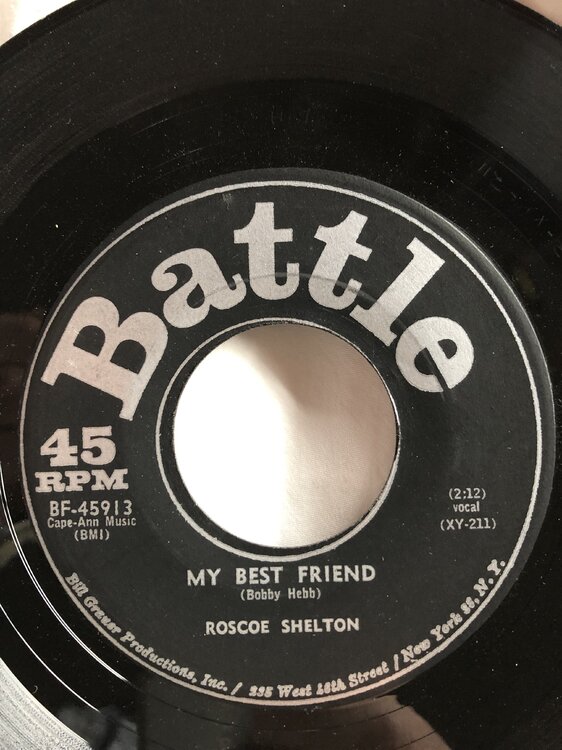 Battle
45
RPM
BF-45913
Cape-Ann Music
(BMI)
(2:12)
vocal
(XY-211)
MY BEST FRIEND
(Bobby Hebb)
ROSCOE SHELTON
Bill Grauer Productions, Inc. / 235 West 46th Street / New York 36, N. Y.